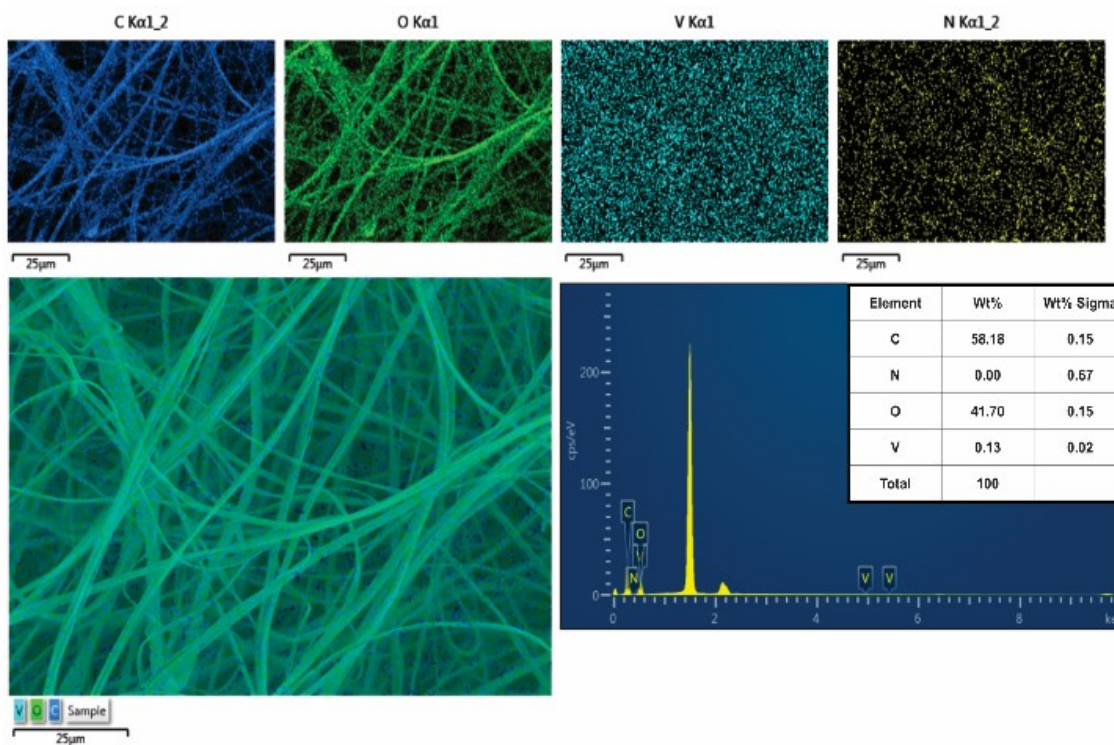 C Kα1_2
O Kα1
V Kα1
N Kα1_2
25μm
25μm
25μm
25μm
Element Wt% Wt% Sigma
C 58.18 0.15
N 0.00 0.57
O 41.70 0.15
V 0.13 0.02
Total 100
cps/eV
200
100
0
C
O
N
V
V
0 2 4 6 8
V O C Sample
25μm